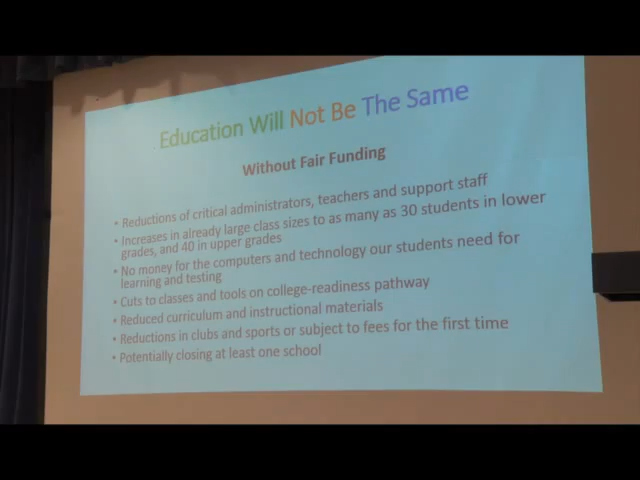 Education Will Not Be The Same
Without Fair Funding
• Reductions of critical administrators, teachers and support staff
• Increases in already large class sizes to as many as 30 students in lower
grades, and 40 in upper grades
• No money for the computers and technology our students need for
learning and testing
• Cuts to classes and tools on college-readiness pathway
• Reduced curriculum and instructional materials
• Reductions in clubs and sports or subject to fees for the first time
• Potentially closing at least one school